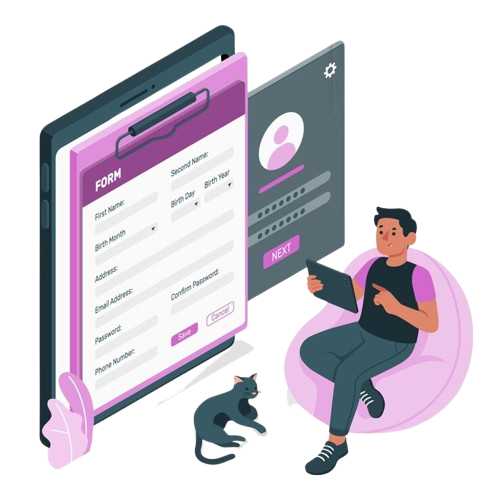 FORM
First Name:
Second Name:
Birth Month
Birth Day
Birth Year
Address:
Email Address:
Password:
Confirm Password:
Phone Number:
Save
Cancel
NEXT